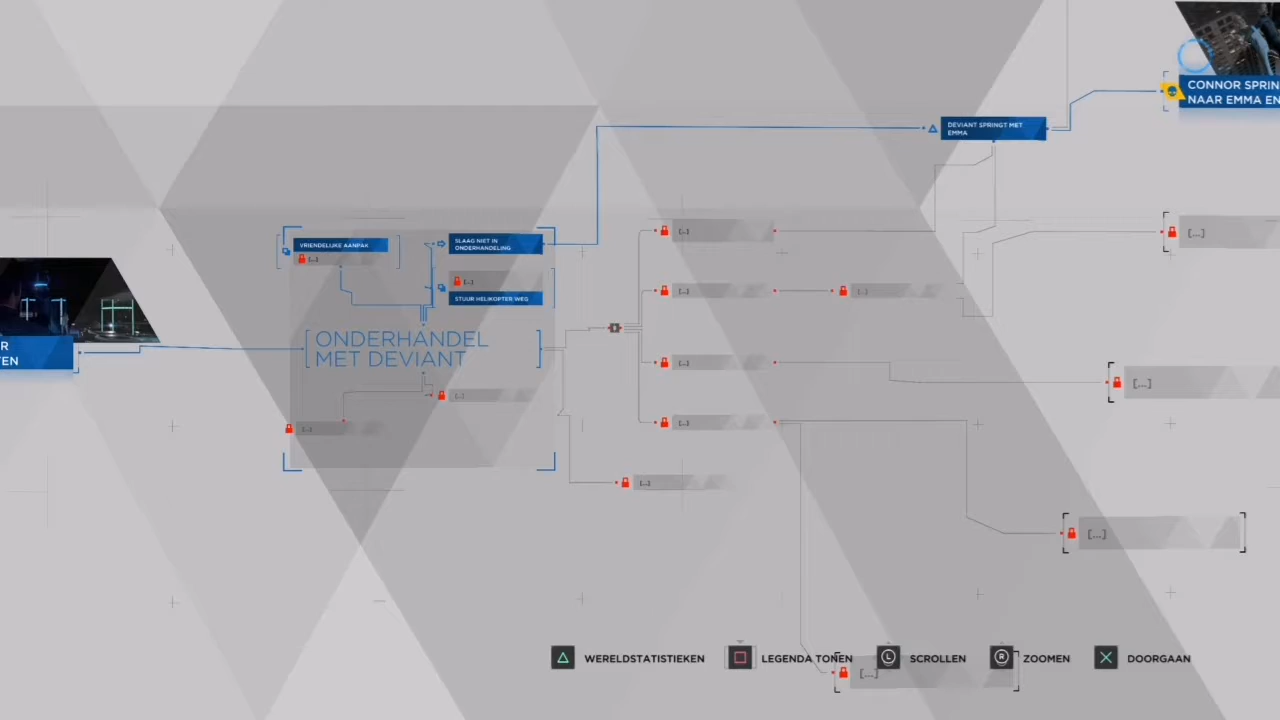 CONNOR SPRIN
NAAR EMMA EN
DEVIANT SPRINGT MET
EMMA
VRIENDELIJKE AANPAK
[...]
SLAAG NIET IN
ONDERHANDELING
[...]
STUUR HELIKOPTER WEG
ONDERHANDEL
MET DEVIANT
R
TEN
[...]
[...]
[...]
[...]
[...]
[...]
[...]
[...]
[...]
[...]
[...]
[...]
WERELDSTATISTIEKEN
LEGENDA TONEN
L
SCROLLEN
R
ZOOMEN
DOORGAAN